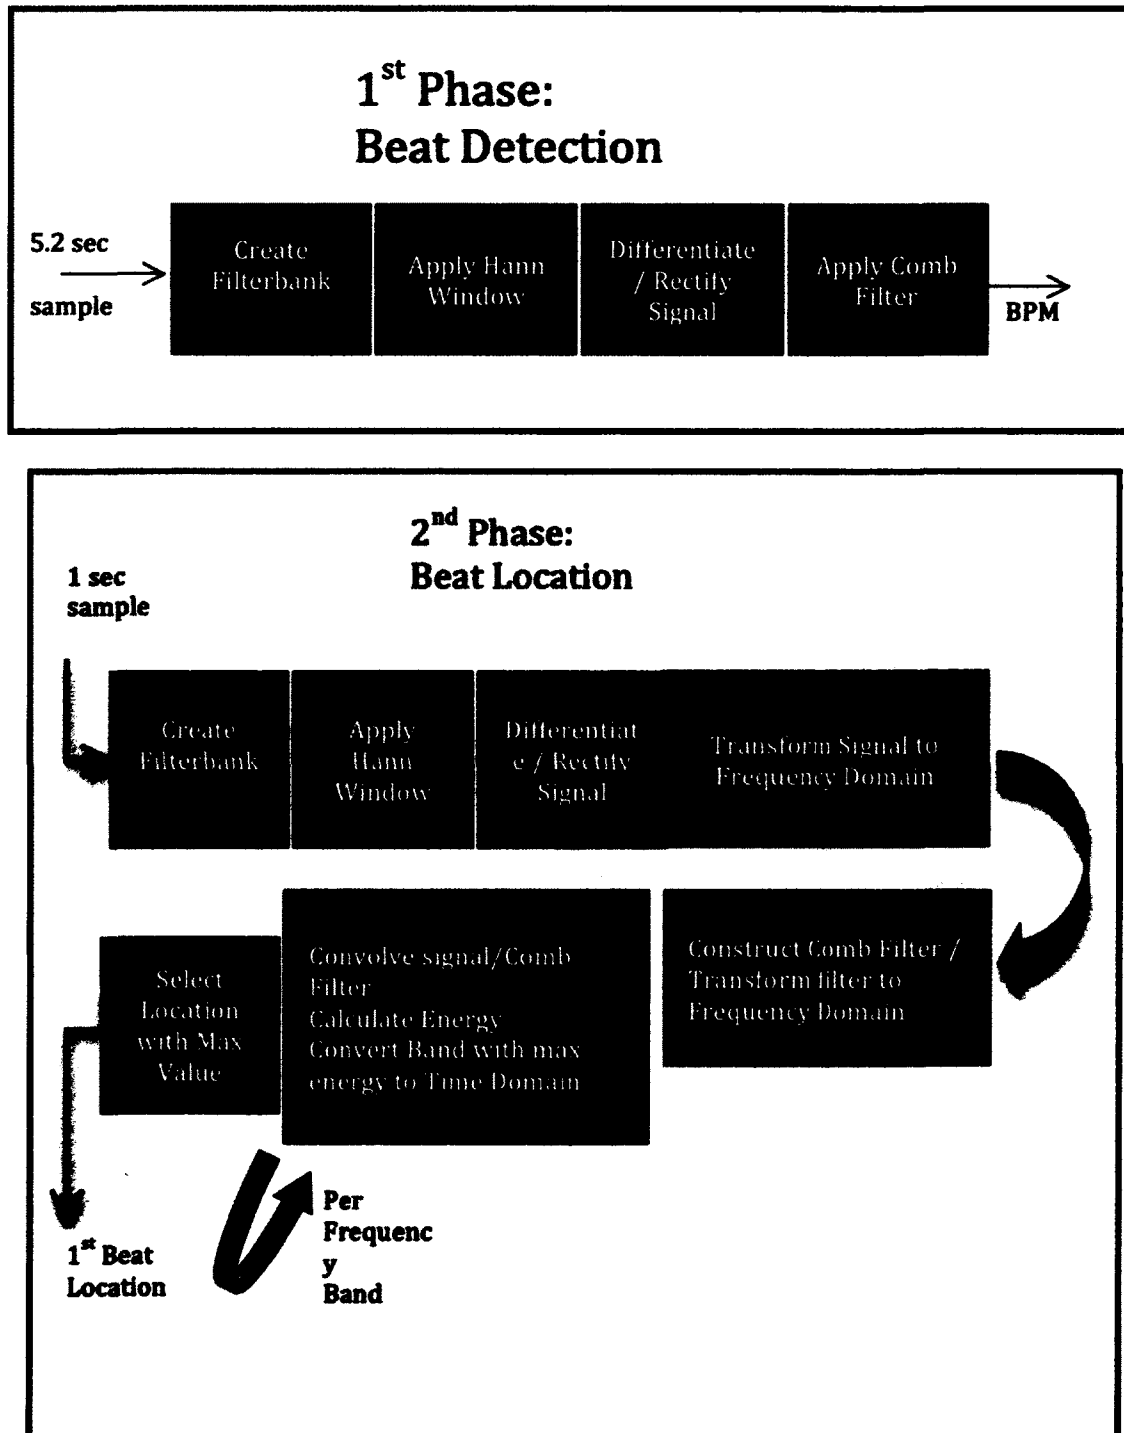 1st Phase:
Beat Detection
5.2 sec
sample
Create
Filterbank
Apply Hann
Window
Differentiate
/ Rectify
Signal
Apply Comb
Filter
BPM
2nd Phase:
Beat Location
1 sec
sample
Create
Filterbank
Apply
Hann
Window
Differentiat
e / Rectify
Signal
Transform Signal to
Frequency Domain
Construct Comb Filter /
Transform filter to
Frequency Domain
Convolve signal/Comb
Filter
Calculate Energy
Convert Band with max
energy to Time Domain
Per
Frequenc
y
Band
Select
Location
with Max
Value
1st Beat
Location